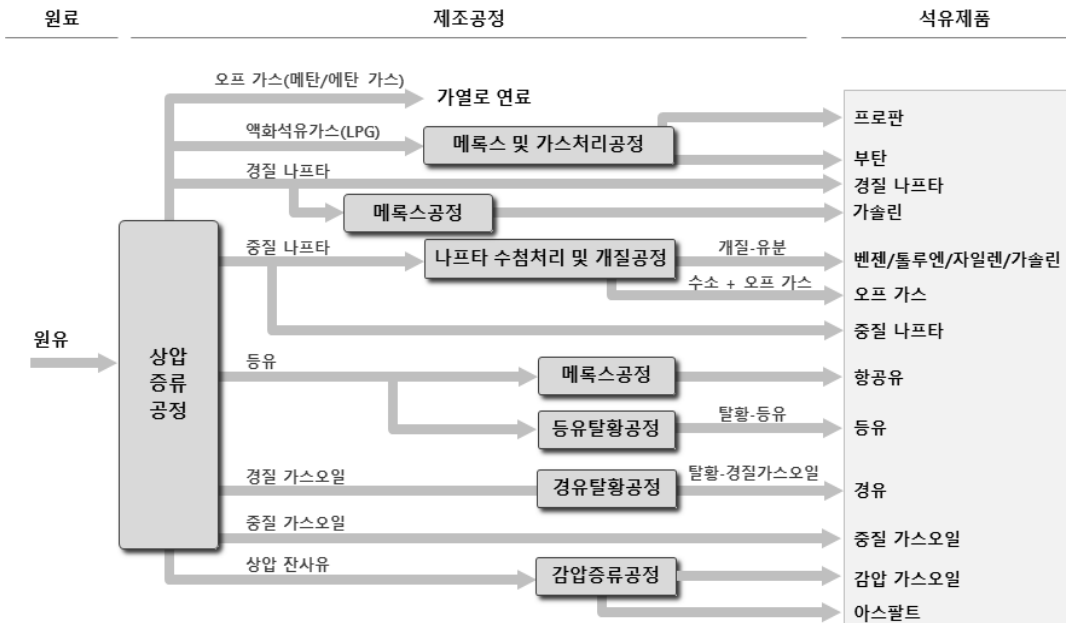 원료
제조공정
석유제품
오프 가스(메탄/에탄 가스)
가열로 연료
액화석유가스(LPG)
메록스 및 가스처리공정
프로판
부탄
경질 나프타
경질 나프타
메록스공정
가솔린
중질 나프타
나프타 수첨처리 및 개질공정
개질-유분
벤젠/톨루엔/자일렌/가솔린
수소 + 오프 가스
오프 가스
중질 나프타
원유
상압
증류
공정
등유
메록스공정
항공유
등유탈황공정
탈황-등유
등유
경질 가스오일
경유탈황공정
탈황-경질가스오일
경유
중질 가스오일
중질 가스오일
상압 잔사유
감압증류공정
감압 가스오일
아스팔트